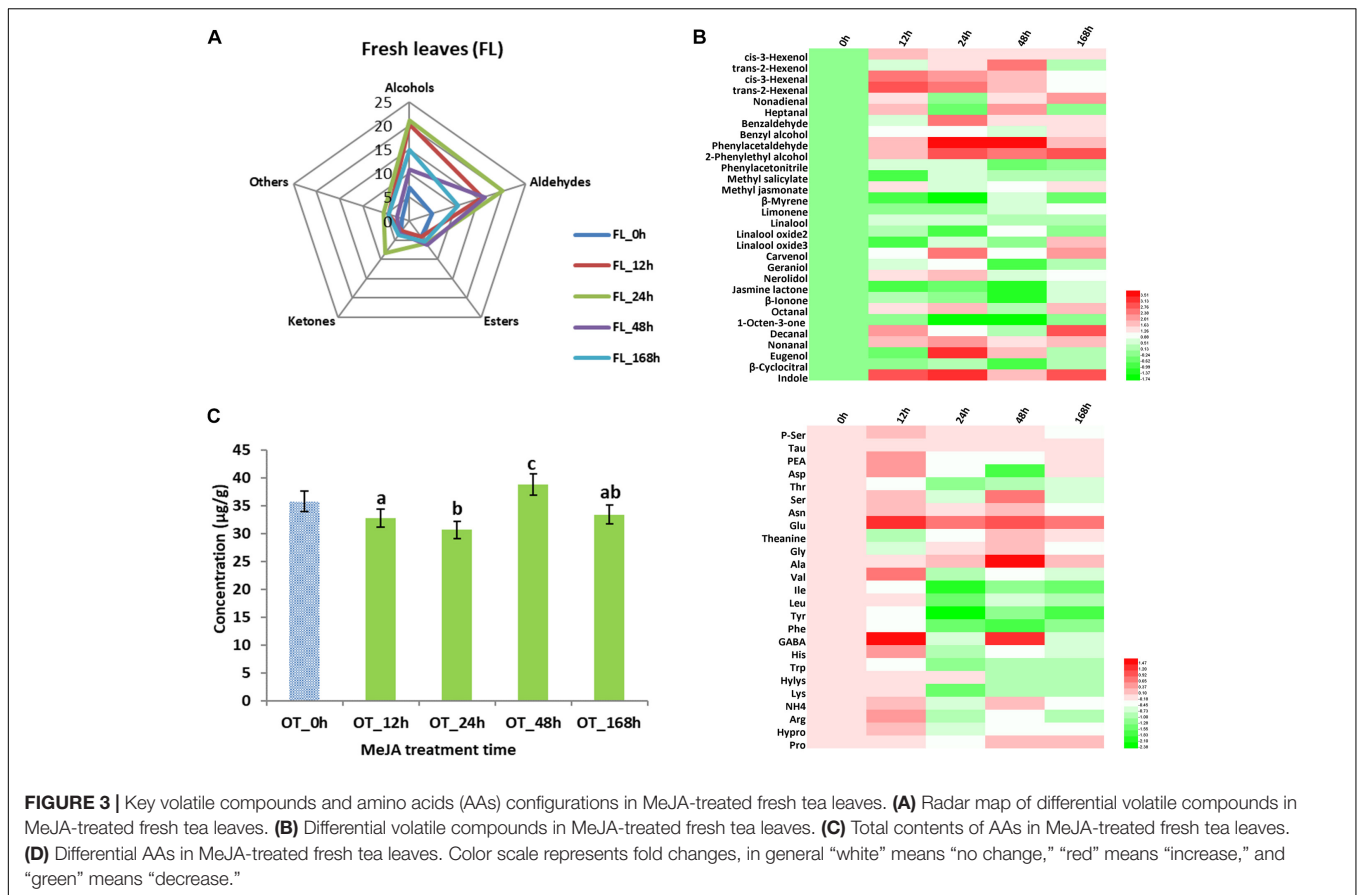 A
Fresh leaves (FL)
Alcohols
25
20
15
10
5
0
Others
Aldehydes
Ketones
Esters
FL_0h
FL_12h
FL_24h
FL_48h
FL_168h
B
0h 12h 24h 48h 168h
cis-3-Hexenol
trans-2-Hexenol
cis-3-Hexenal
trans-2-Hexenal
Nonadienal
Heptanal
Benzaldehyde
Benzyl alcohol
Phenylacetaldehyde
2-Phenylethyl alcohol
Phenylacetonitrile
Methyl salicylate
Methyl jasmonate
β-Myrene
Limonene
Linalool
Linalool oxide2
Linalool oxide3
Carvenol
Geraniol
Nerolidol
Jasmine lactone
β-Ionone
Octanal
1-Octen-3-one
Decanal
Nonanal
Eugenol
β-Cyclocitral
Indole
C
Concentration (µg/g)
45
40
35
30
25
20
15
10
5
0
a
b
c
ab
OT_0h OT_12h OT_24h OT_48h OT_168h
MeJA treatment time
0h 12h 24h 48h 168h
P-Ser
Tau
PEA
Asp
Thr
Ser
Asn
Glu
Theanine
Gly
Ala
Val
Ile
Leu
Tyr
Phe
GABA
His
Trp
Hylys
Lys
NH4
Arg
Hypro
Pro
FIGURE 3 | Key volatile compounds and amino acids (AAs) configurations in MeJA-treated fresh tea leaves. (A) Radar map of differential volatile compounds in
MeJA-treated fresh tea leaves. (B) Differential volatile compounds in MeJA-treated fresh tea leaves. (C) Total contents of AAs in MeJA-treated fresh tea leaves.
(D) Differential AAs in MeJA-treated fresh tea leaves. Color scale represents fold changes, in general “white” means “no change,” “red” means “increase,” and
“green” means “decrease.”